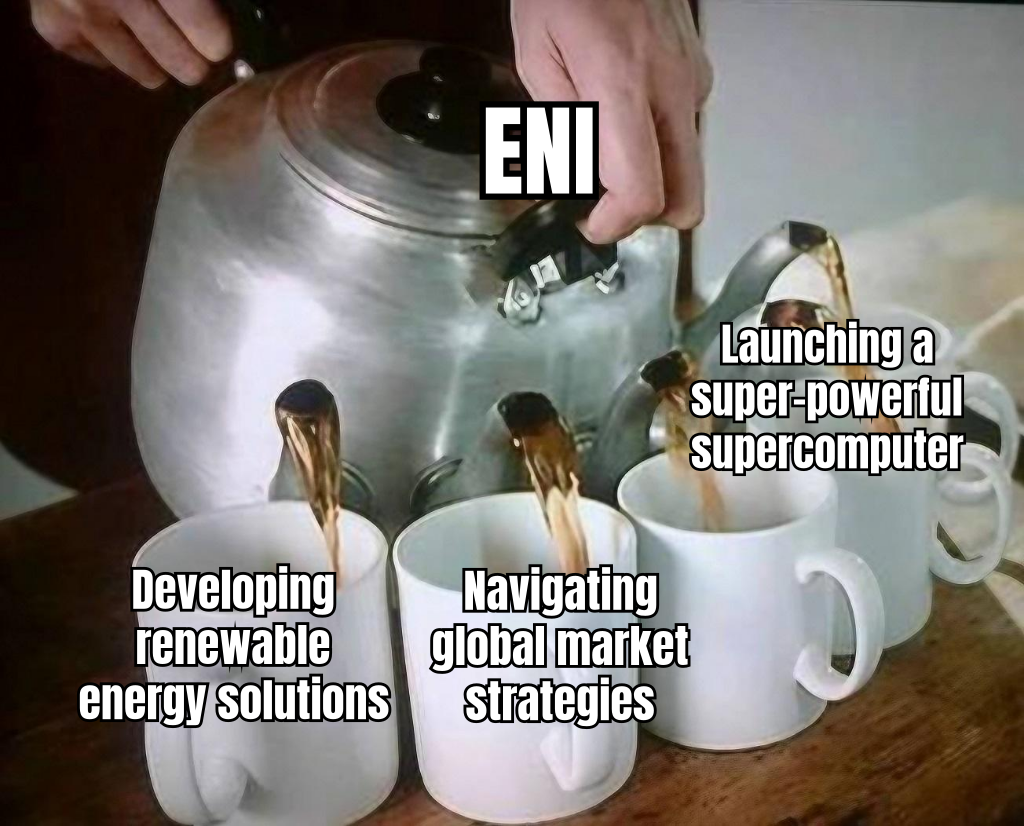 ENI
Launching a
super-powerful
supercomputer
Developing
renewable
energy solutions
Navigating
global market
strategies